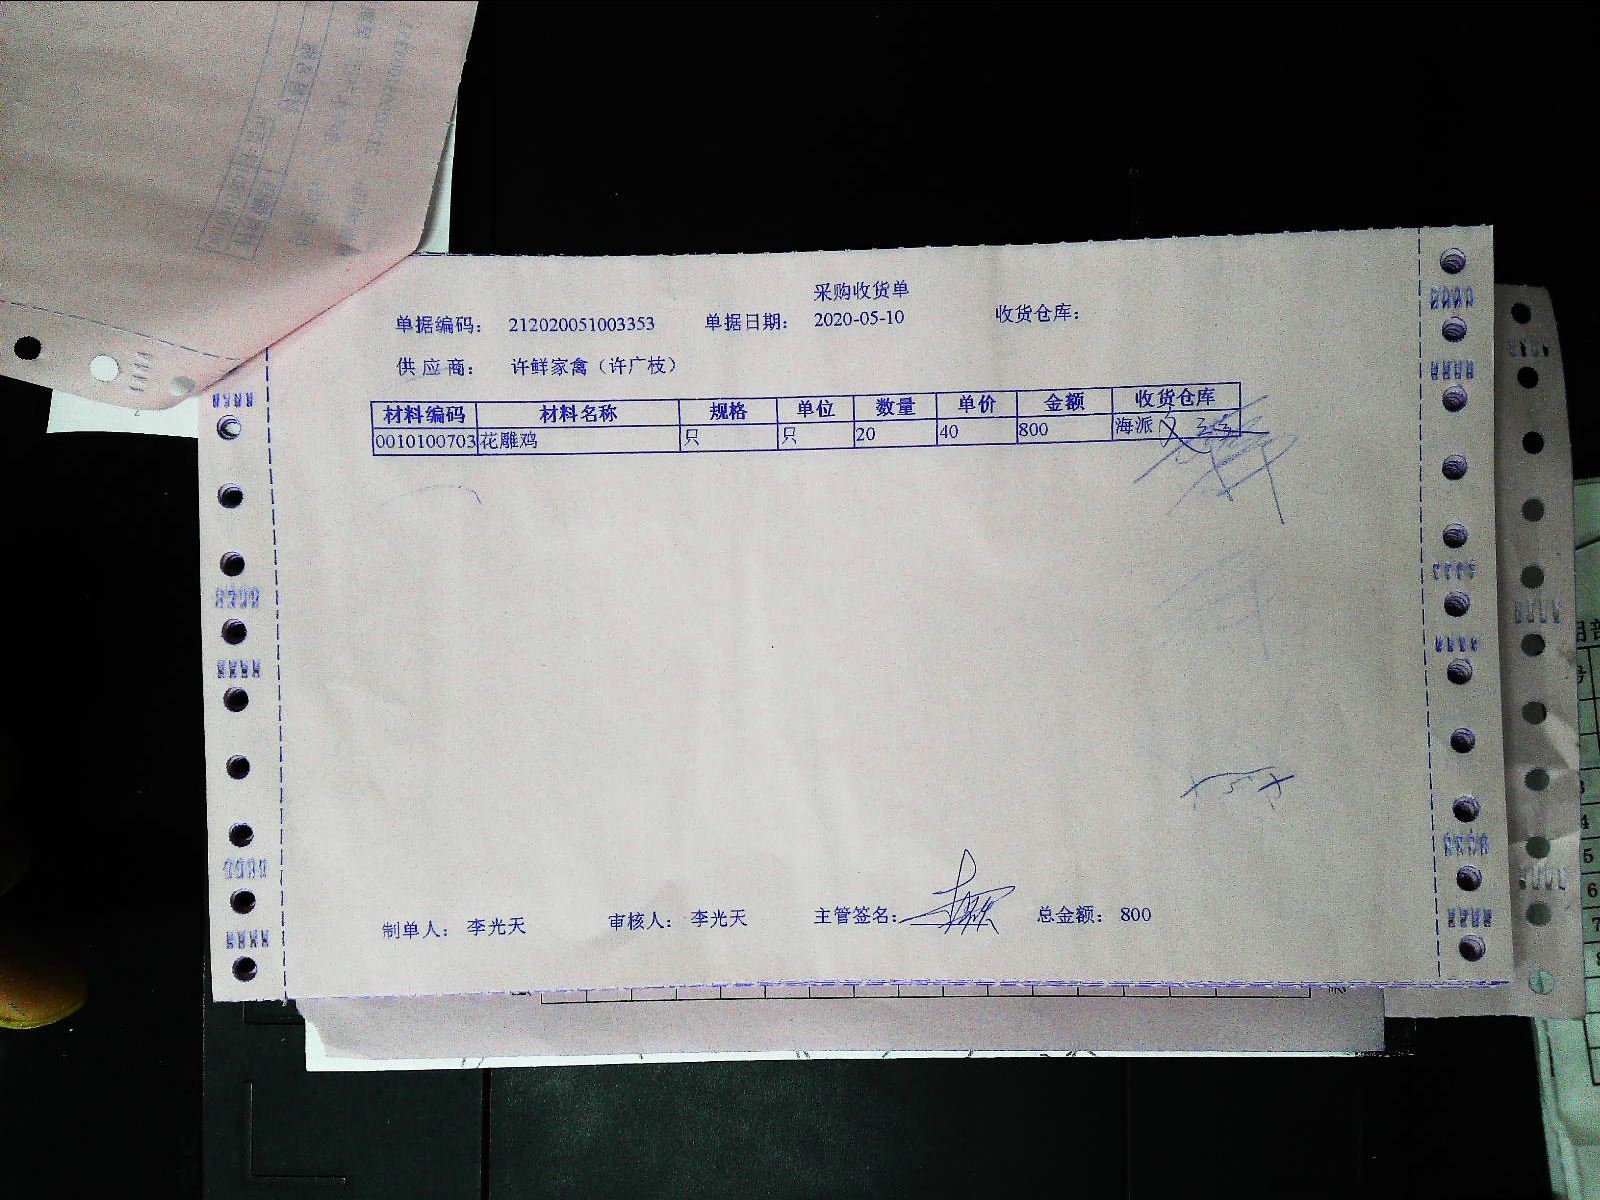 采购收货单
单据编码： 212020051003353 单据日期： 2020-05-10 收货仓库：
供应商： 许鲜家禽（许广枝）
材料编码 材料名称 规格 单位 数量 单价 金额 收货仓库
0010100703 花雕鸡 只 只 20 40 800 海派
制单人： 李光天 审核人： 李光天 主管签名： 总金额： 800